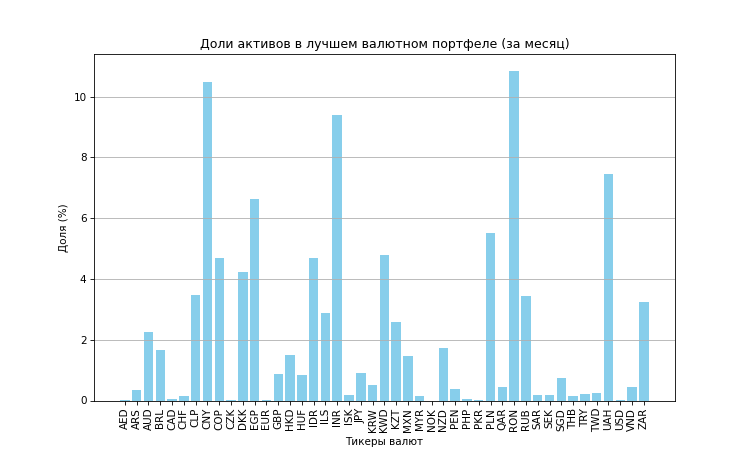 Доли активов в лучшем валютном портфеле (за месяц)
Доля (%)
10
8
6
4
2
0
AED ARS AUD BRL CAD CHF CLP CNY COP CZK DKK EGP EUR GBP HKD HUF IDR ILS INR ISK JPY KRW KWD KZT MXN MYR NOK NZD PEN PHP PKR PLN QAR RON RUB SAR SEK SGD THB TRY TWD UAH USD VND ZAR
Тикеры валют